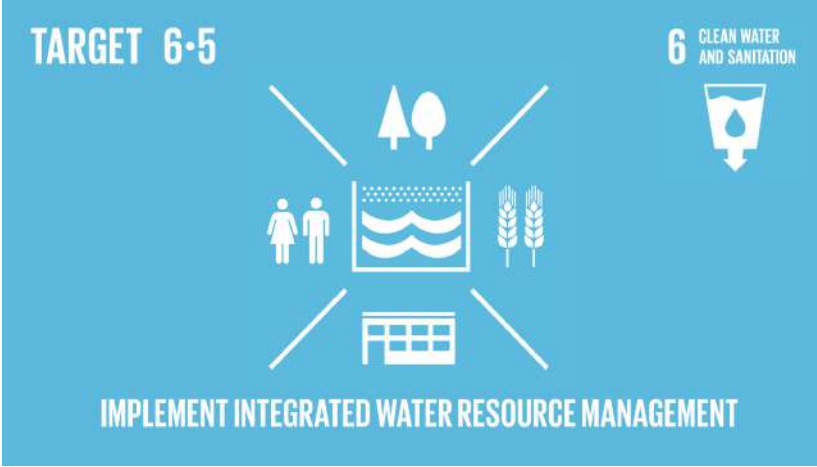 TARGET 6•5
6 CLEAN WATER
AND SANITATION
IMPLEMENT INTEGRATED WATER RESOURCE MANAGEMENT